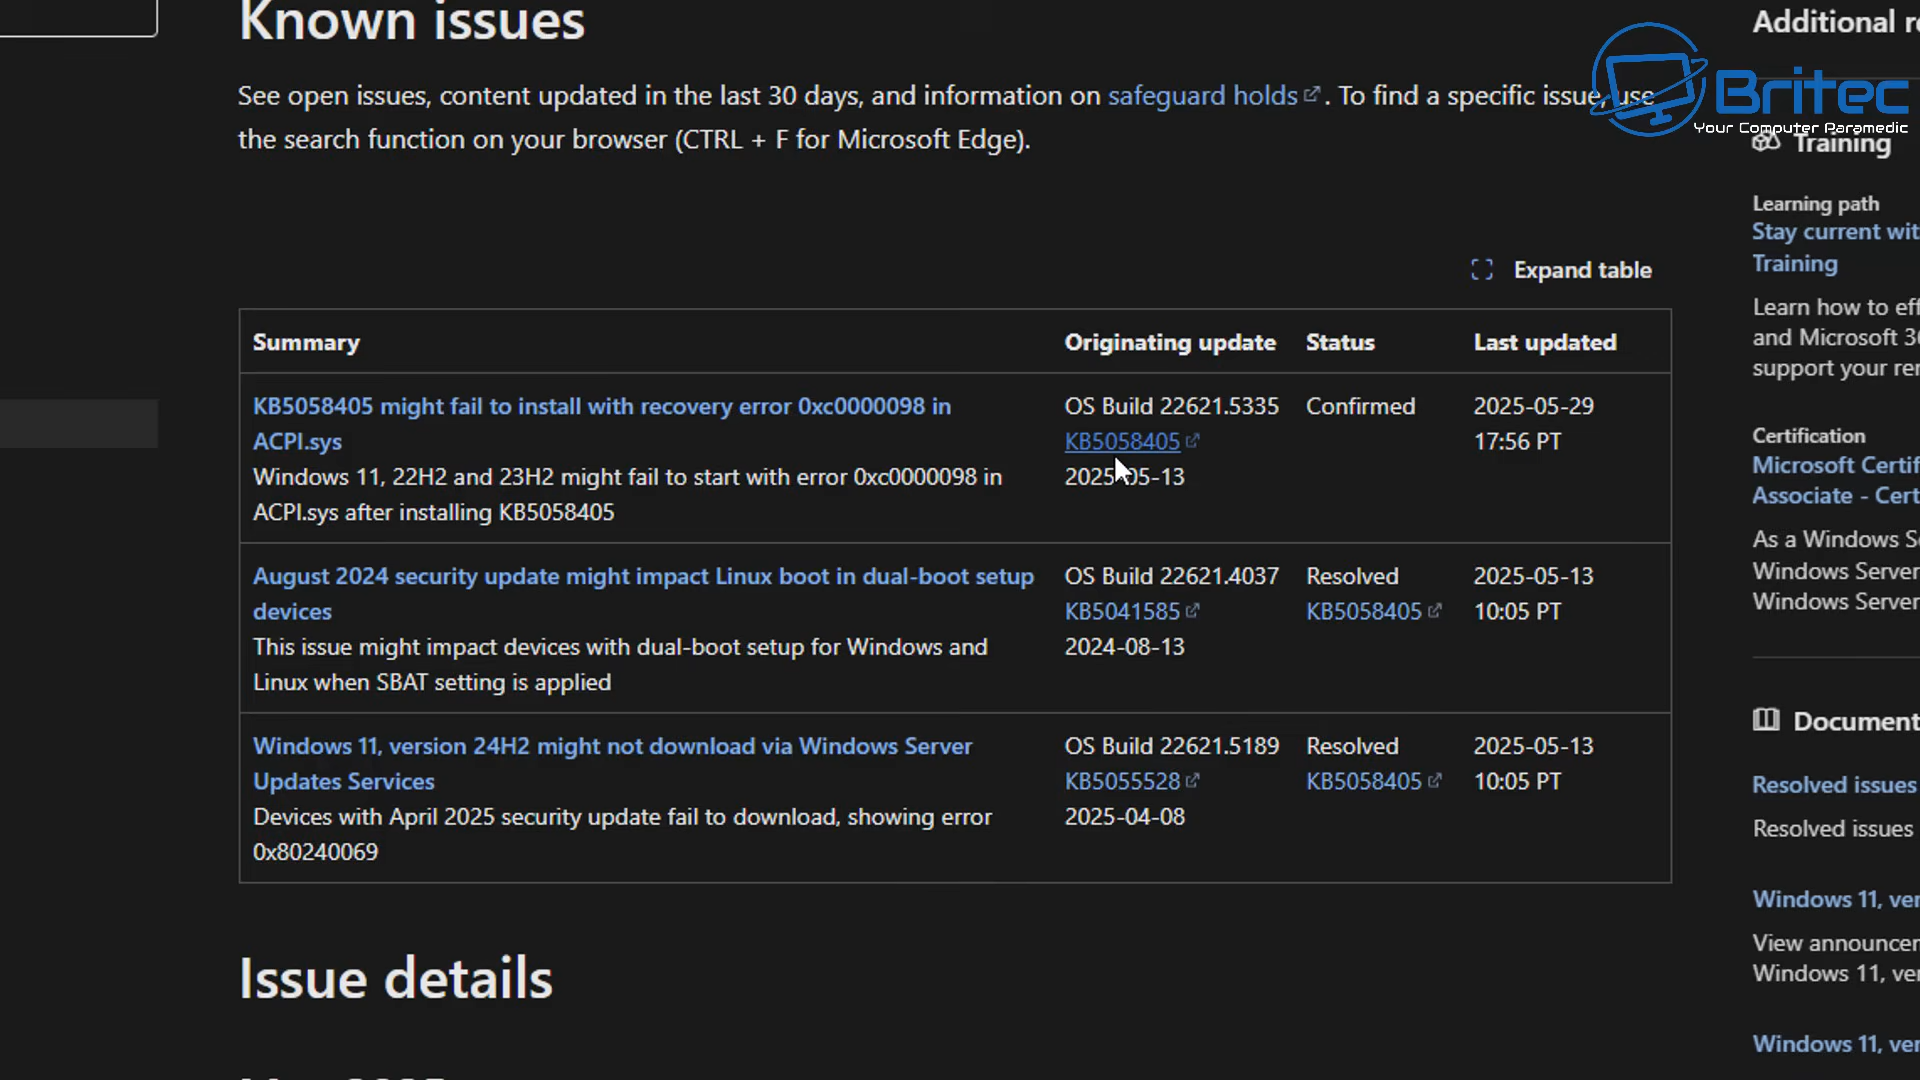 Known issues
See open issues, content updated in the last 30 days, and information on safeguard holds. To find a specific issue, use
the search function on your browser (CTRL + F for Microsoft Edge).
Expand table
Summary Originating update Status Last updated
KB5058405 might fail to install with recovery error 0xc0000098 in
ACPI.sys
Windows 11, 22H2 and 23H2 might fail to start with error 0xc0000098 in
ACPI.sys after installing KB5058405
OS Build 22621.5335
KB5058405
2025-05-13
Confirmed
2025-05-29
17:56 PT
August 2024 security update might impact Linux boot in dual-boot setup
devices
This issue might impact devices with dual-boot setup for Windows and
Linux when SBAT setting is applied
OS Build 22621.4037
KB5041585
2024-08-13
Resolved
KB5058405
2025-05-13
10:05 PT
Windows 11, version 24H2 might not download via Windows Server
Updates Services
Devices with April 2025 security update fail to download, showing error
0x80240069
OS Build 22621.5189
KB5055528
2025-04-08
Resolved
KB5058405
2025-05-13
10:05 PT
Issue details
Additional
Britec
Your Computer Paramedic
Training
Learning path
Stay current wit
Training
Learn how to ef
and Microsoft 3
support your re
Certification
Microsoft Certif
Associate - Cert
As a Windows S
Windows Server
Windows Server
Document
Resolved issues
Resolved issues
Windows 11, ver
View announcer
Windows 11, ve
Windows 11, ver